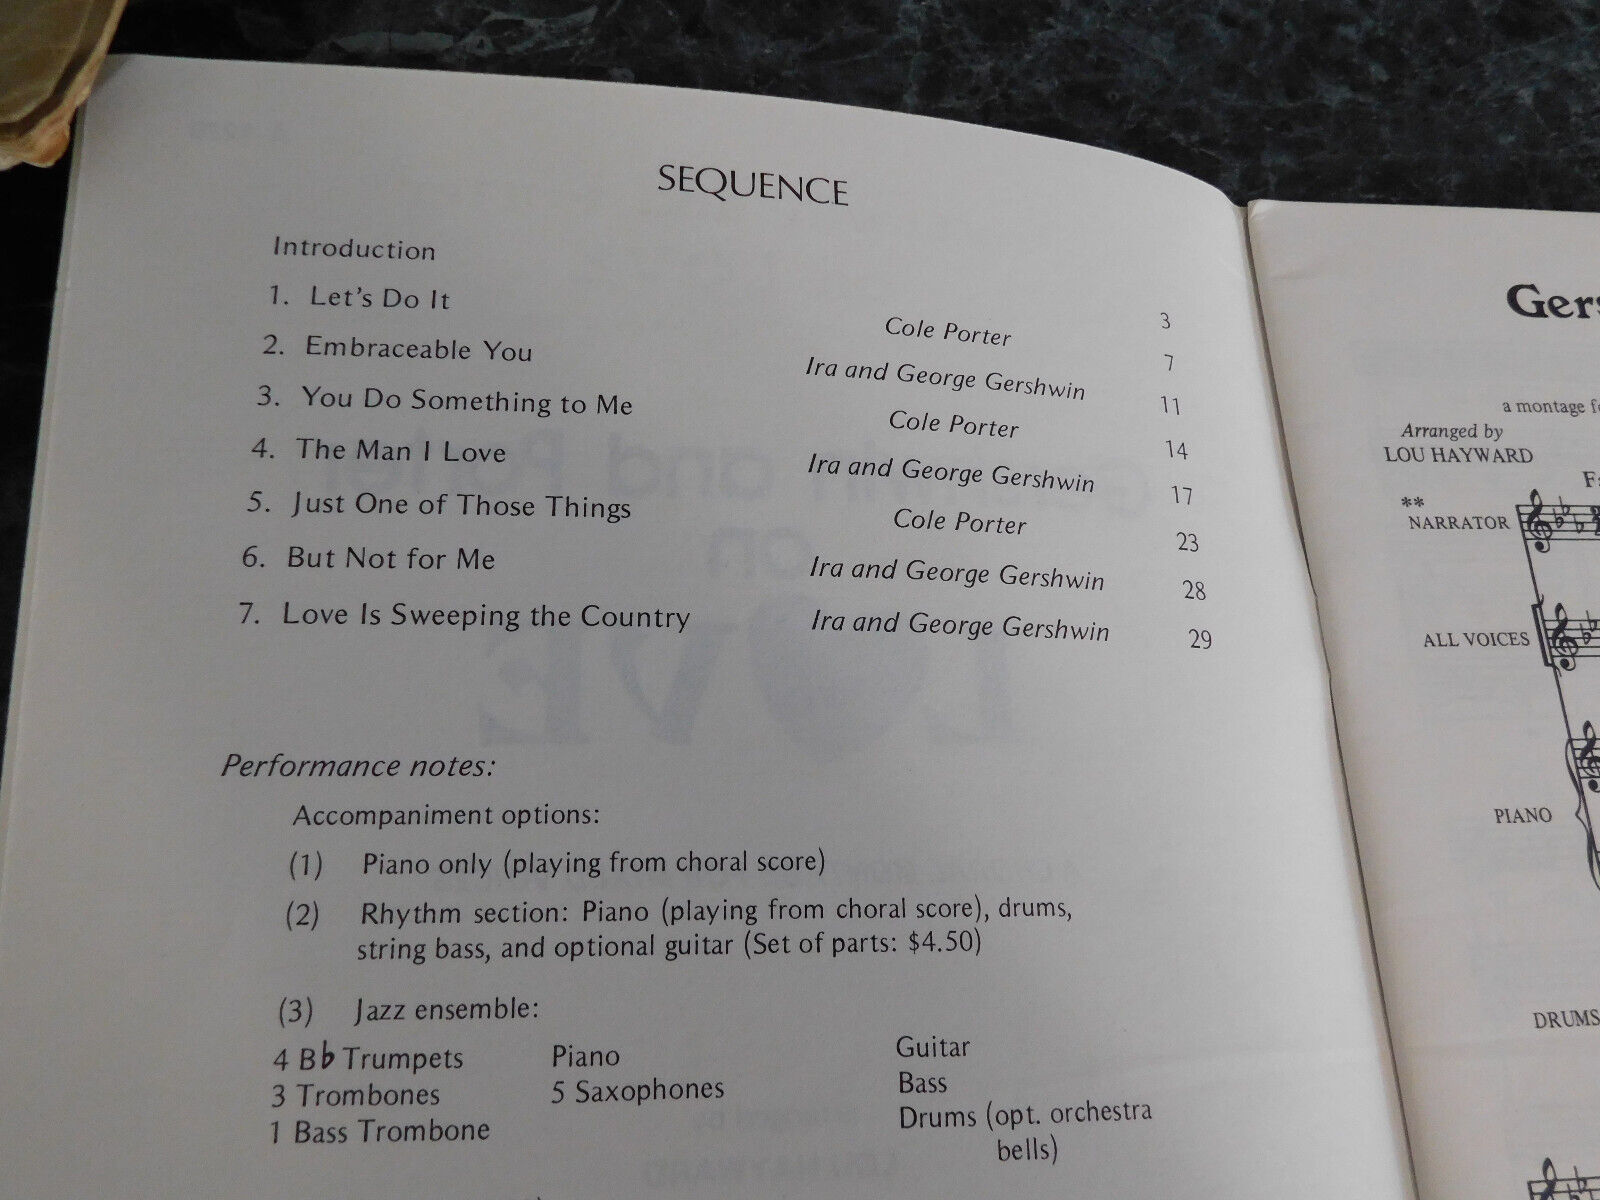 SEQUENCE
Introduction 3
1. Let's Do It Cole Porter 7
2. Embraceable You Ira and George Gershwin 11
3. You Do Something to Me Cole Porter 14
4. The Man I Love Ira and George Gershwin 17
5. Just One of Those Things Cole Porter 23
6. But Not for Me Ira and George Gershwin 28
7. Love Is Sweeping the Country Ira and George Gershwin 29
Performance notes:
Accompaniment options:
(1) Piano only (playing from choral score)
(2) Rhythm section: Piano (playing from choral score), drums,
string bass, and optional guitar (Set of parts: $4.50)
(3) Jazz ensemble:
4 B♭ Trumpets Piano Guitar
3 Trombones 5 Saxophones Bass
1 Bass Trombone Drums (opt. orchestra
bells)
Gers
a montage
Arranged by
LOU HAYWARD
**
NARRATOR
ALL VOICES
PIANO
DRUMS